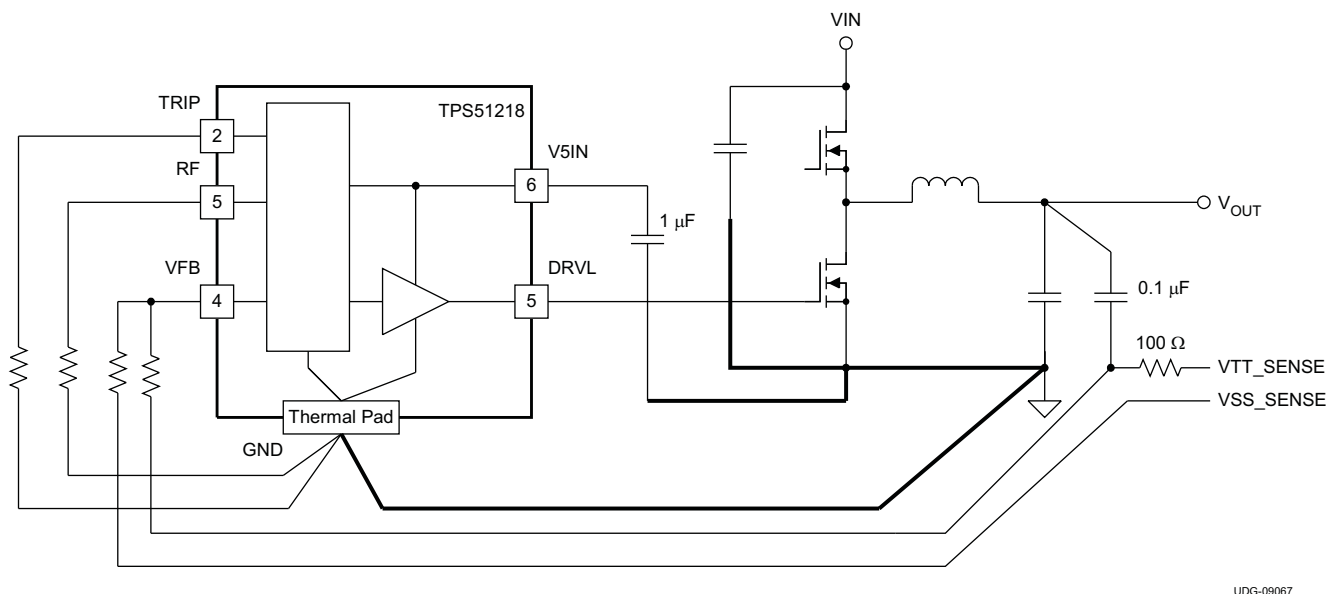 VIN
TRIP
TPS51218
2
V5IN
RF
6
5
1 μF
V_OUT
VFB
DRVL
4
5
0.1 μF
100 Ω
VTT_SENSE
Thermal Pad
VSS_SENSE
GND
UDG-09067